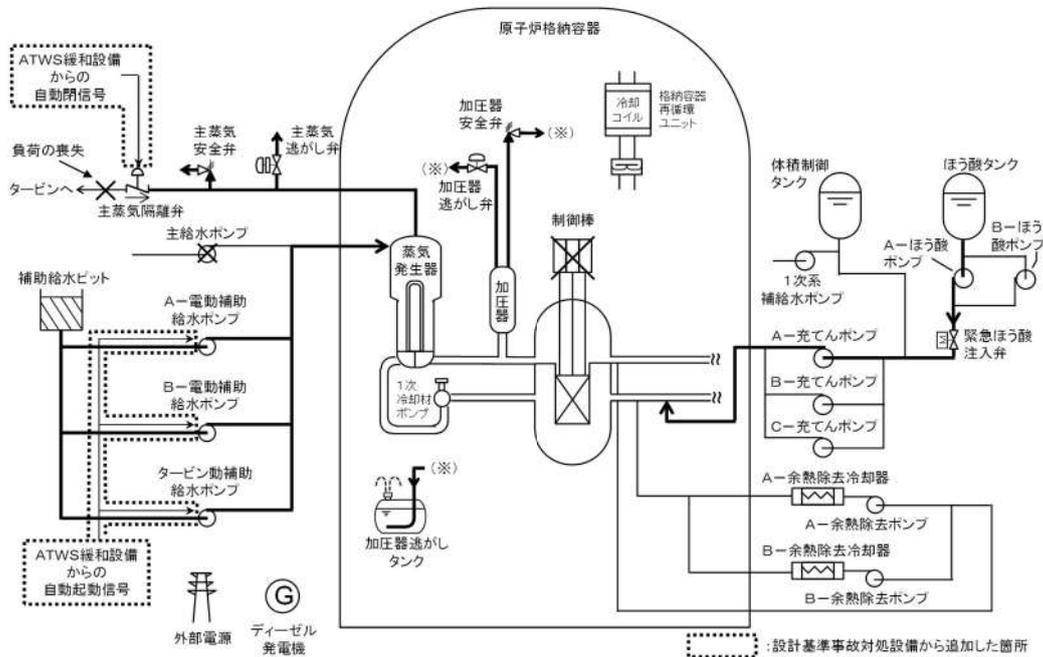 原子炉格納容器
ATWS緩和設備
からの
自動閉信号
負荷の喪失
タービンへ
主蒸気
安全弁
主蒸気
逃がし弁
主蒸気隔離弁
主給水ポンプ
補助給水ピット
A－電動補助
給水ポンプ
B－電動補助
給水ポンプ
タービン動補助
給水ポンプ
ATWS緩和設備
からの
自動起動信号
外部電源
G
ディーゼル
発電機
加圧器
安全弁
(※)
(※)
加圧器
逃がし弁
冷却
コイル
格納容器
再循環
ユニット
制御棒
蒸気
発生器
加圧器
1次
冷却材
ポンプ
(※)
加圧器逃がし
タンク
体積制御
タンク
ほう酸タンク
A－ほう酸
ポンプ
B－ほう
酸ポンプ
1次系
補給水ポンプ
M
緊急ほう酸
注入弁
A－充てんポンプ
B－充てんポンプ
C－充てんポンプ
A－余熱除去冷却器
A－余熱除去ポンプ
B－余熱除去冷却器
B－余熱除去ポンプ
：設計基準事故対処設備から追加した箇所